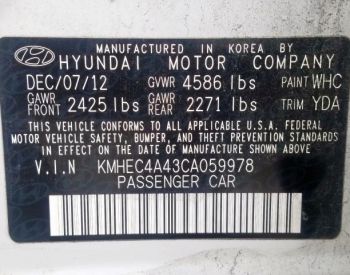 MANUFACTURED IN KOREA BY
HYUNDAI MOTOR COMPANY
DEC/07/12 GVWR 4586 lbs PAINT WHC
GAWR FRONT 2425 lbs GAWR REAR 2271 lbs TRIM YDA
THIS VEHICLE CONFORMS TO ALL APPLICABLE U.S.A. FEDERAL
MOTOR VEHICLE SAFETY, BUMPER, AND THEFT PREVENTION STANDARDS
IN EFFECT ON THE DATE OF MANUFACTURE SHOWN ABOVE.
V.I.N KMHEC4A43CA059978
PASSENGER CAR